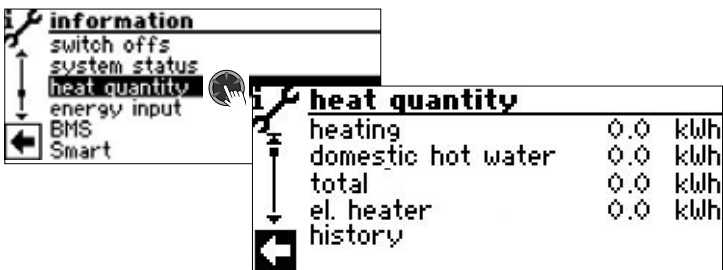 information
switch offs
system status
heat quantity
energy input
BMS
Smart
heat quantity
heating 0.0 kWh
domestic hot water 0.0 kWh
total 0.0 kWh
el. heater 0.0 kWh
history